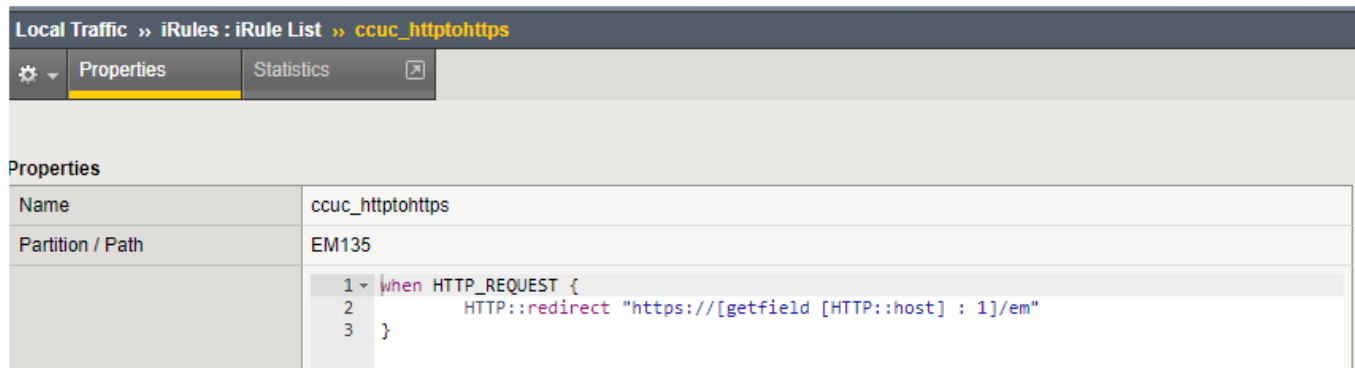 Local Traffic ›› iRules : iRule List ›› ccuc_httptohttps
Properties Statistics
Properties
Name ccuc_httptohttps
Partition / Path EM135
1 when HTTP_REQUEST {
2 HTTP::redirect "https://[getfield [HTTP::host] : 1]/em"
3 }